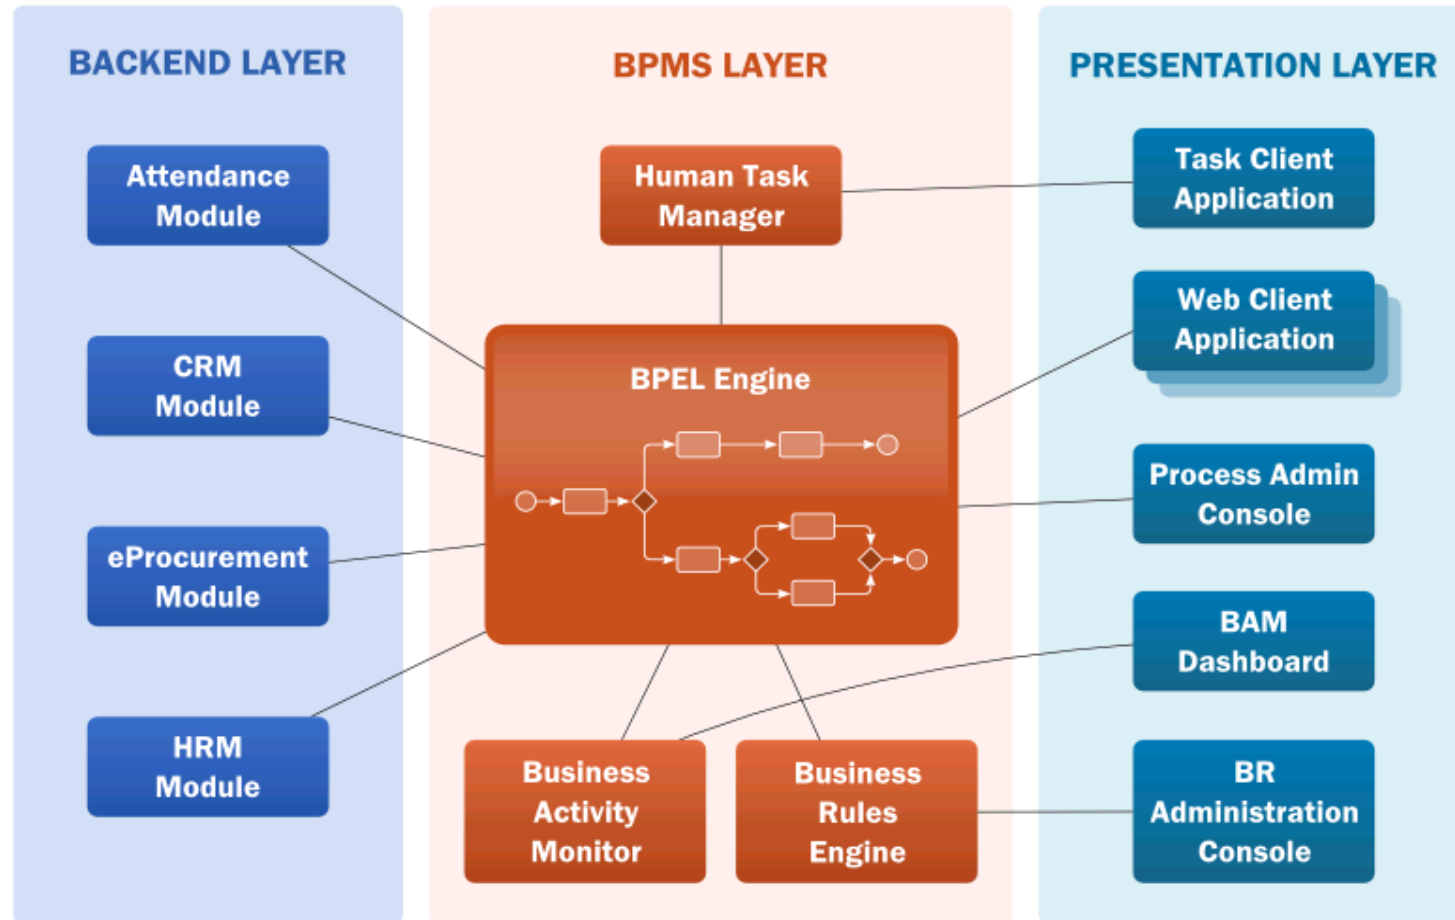 BACKEND LAYER
Attendance
Module
CRM
Module
eProcurement
Module
HRM
Module
BPMS LAYER
Human Task
Manager
BPEL Engine
Business
Activity
Monitor
Business
Rules
Engine
PRESENTATION LAYER
Task Client
Application
Web Client
Application
Process Admin
Console
BAM
Dashboard
BR
Administration
Console